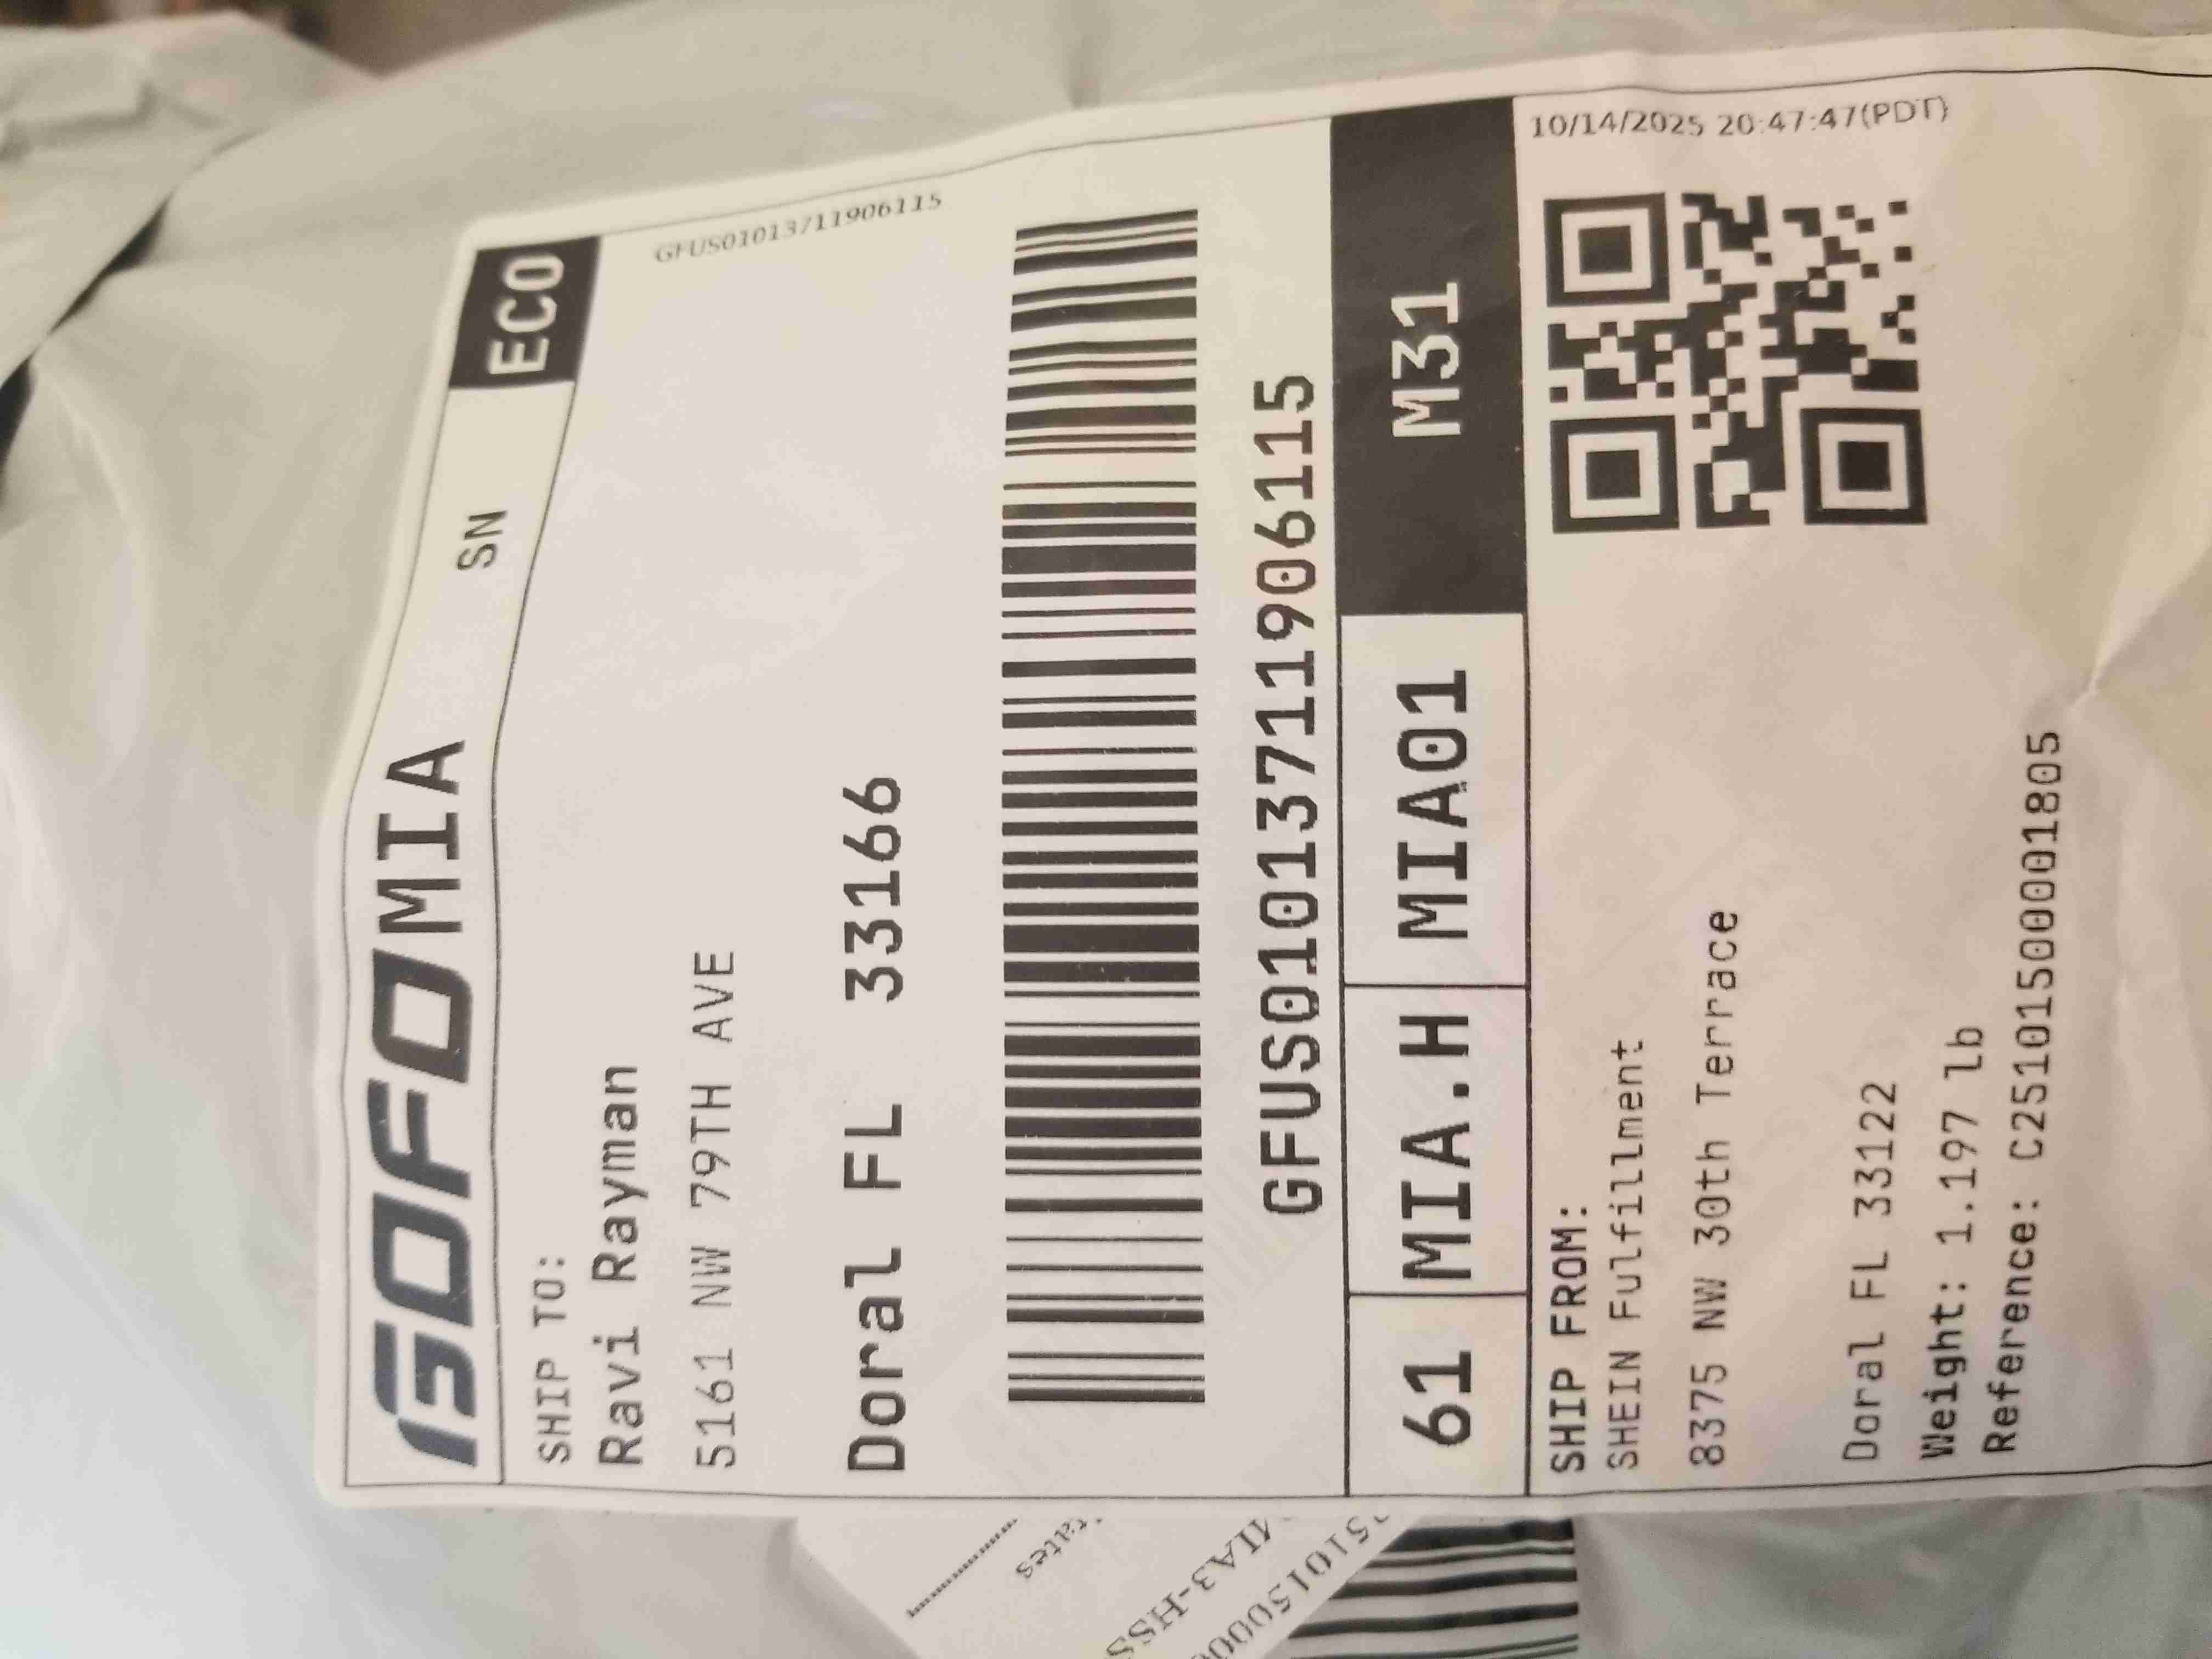 GOFO MIA SN ECO
GFUS01013711906115
SHIP TO:
Ravi Rayman
5161 NW 79TH AVE
Doral FL 33166
GFUS01013711906115
61 MIA.H MIA01 M31
10/14/2025 20:47:47(PDT)
SHIP FROM:
SHEIN Fulfillment
8375 NW 30th Terrace
Doral FL 33122
Weight: 1.197 lb
Reference: C25101500001805